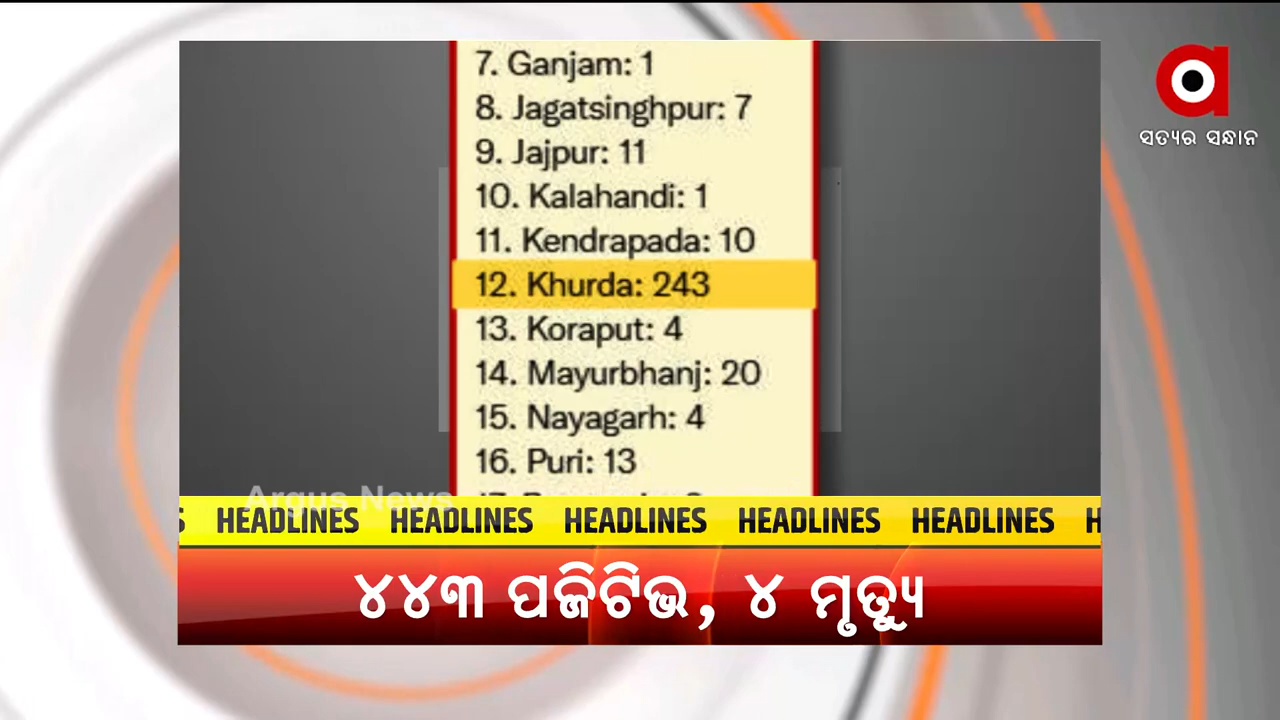 7. Ganjam: 1
8. Jagatsinghpur: 7
9. Jajpur: 11
10. Kalahandi: 1
11. Kendrapada: 10
12. Khurda: 243
13. Koraput: 4
14. Mayurbhanj: 20
15. Nayagarh: 4
16. Puri: 13
ସତ୍ୟର ସନ୍ଧାନ
Argus News
HEADLINES HEADLINES HEADLINES HEADLINES HEADLINES
୪୪୩ ପଜିଟିଭ, ୪ ମୃତ୍ୟୁ